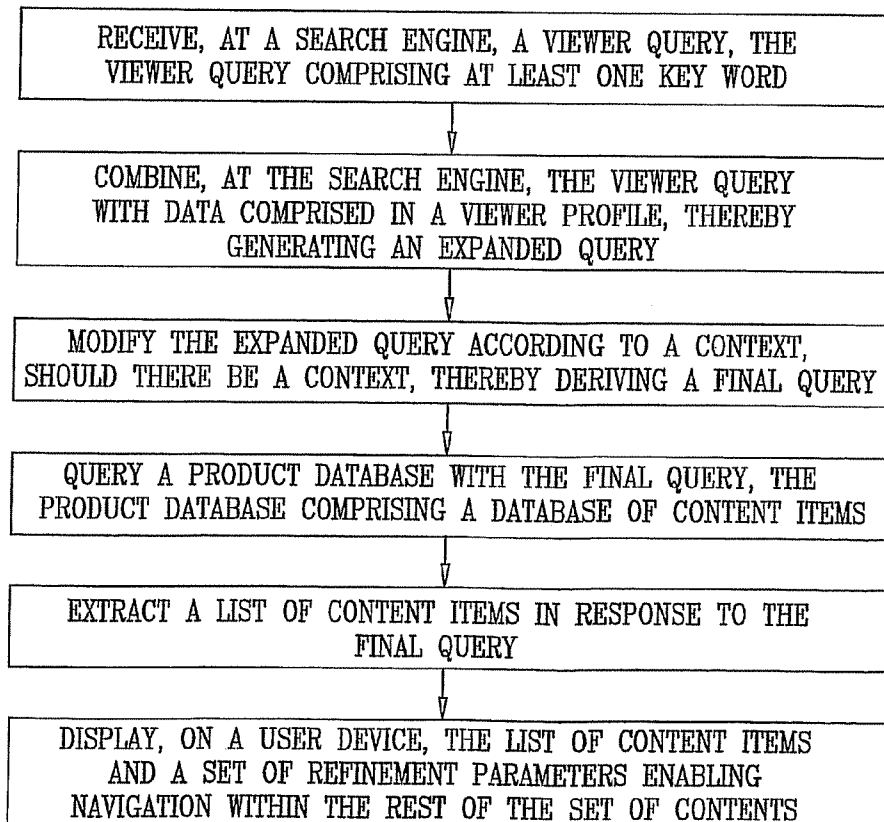 RECEIVE, AT A SEARCH ENGINE, A VIEWER QUERY, THE
VIEWER QUERY COMPRISING AT LEAST ONE KEY WORD
COMBINE, AT THE SEARCH ENGINE, THE VIEWER QUERY
WITH DATA COMPRISED IN A VIEWER PROFILE, THEREBY
GENERATING AN EXPANDED QUERY
MODIFY THE EXPANDED QUERY ACCORDING TO A CONTEXT,
SHOULD THERE BE A CONTEXT, THEREBY DERIVING A FINAL QUERY
QUERY A PRODUCT DATABASE WITH THE FINAL QUERY, THE
PRODUCT DATABASE COMPRISING A DATABASE OF CONTENT ITEMS
EXTRACT A LIST OF CONTENT ITEMS IN RESPONSE TO THE
FINAL QUERY
DISPLAY, ON A USER DEVICE, THE LIST OF CONTENT ITEMS
AND A SET OF REFINEMENT PARAMETERS ENABLING
NAVIGATION WITHIN THE REST OF THE SET OF CONTENTS